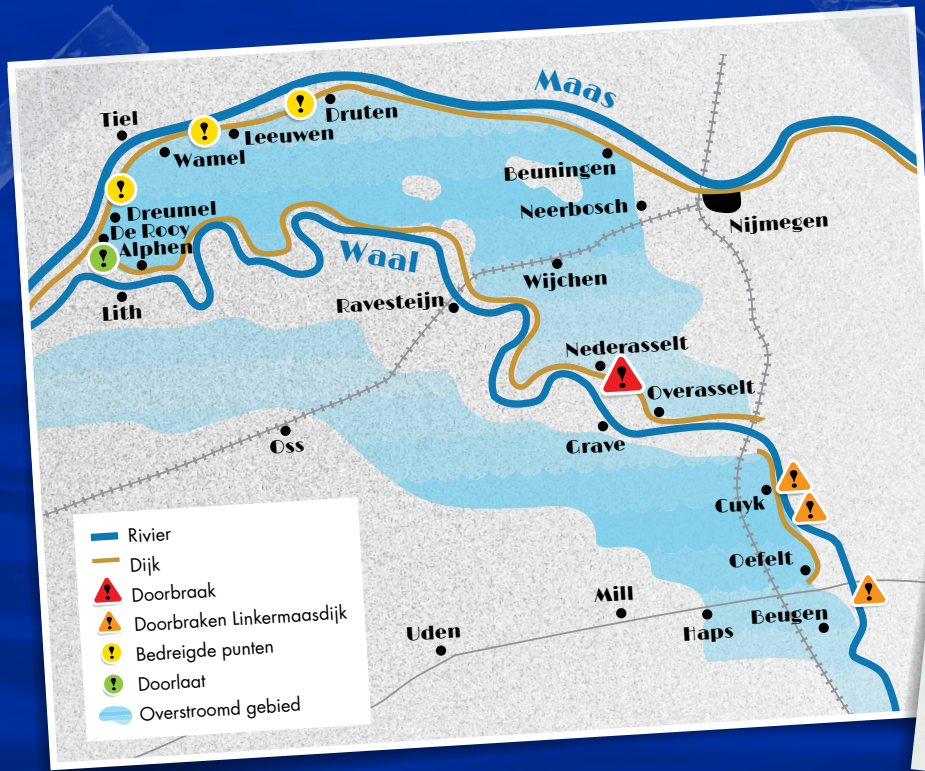 Maas
Tiel
Druten
Leeuwen
Wamel
Beuningen
Dreumel
Neerbosch
De Rooy
Nijmegen
Alphen
Waal
Wijchen
Ravesteijn
Lith
Nederasselt
Overasselt
Oss
Grave
Cuyk
Oefelt
Mill
Beugen
Uden
Haps
Rivier
Dijk
Doorbraak
Doorbraken Linkermaasdijk
Bedreigde punten
Doorlaat
Overstroomd gebied